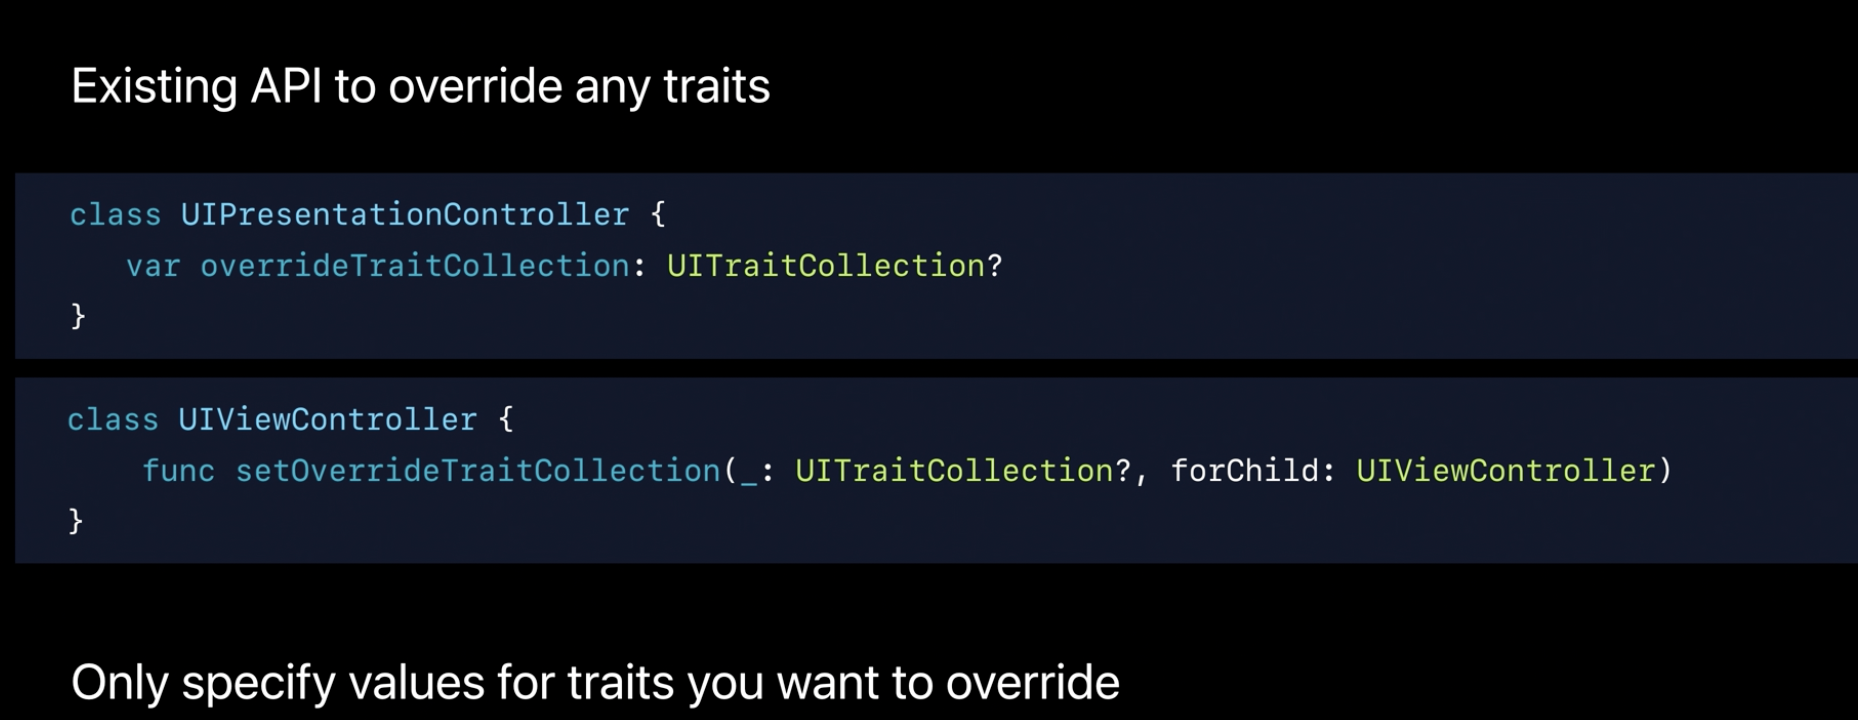 Existing API to override any traits
class UIPresentationController {
var overrideTraitCollection: UITraitCollection?
}
class UIViewController {
func setOverrideTraitCollection(_: UITraitCollection?, forChild: UIViewController)
}
Only specify values for traits you want to override